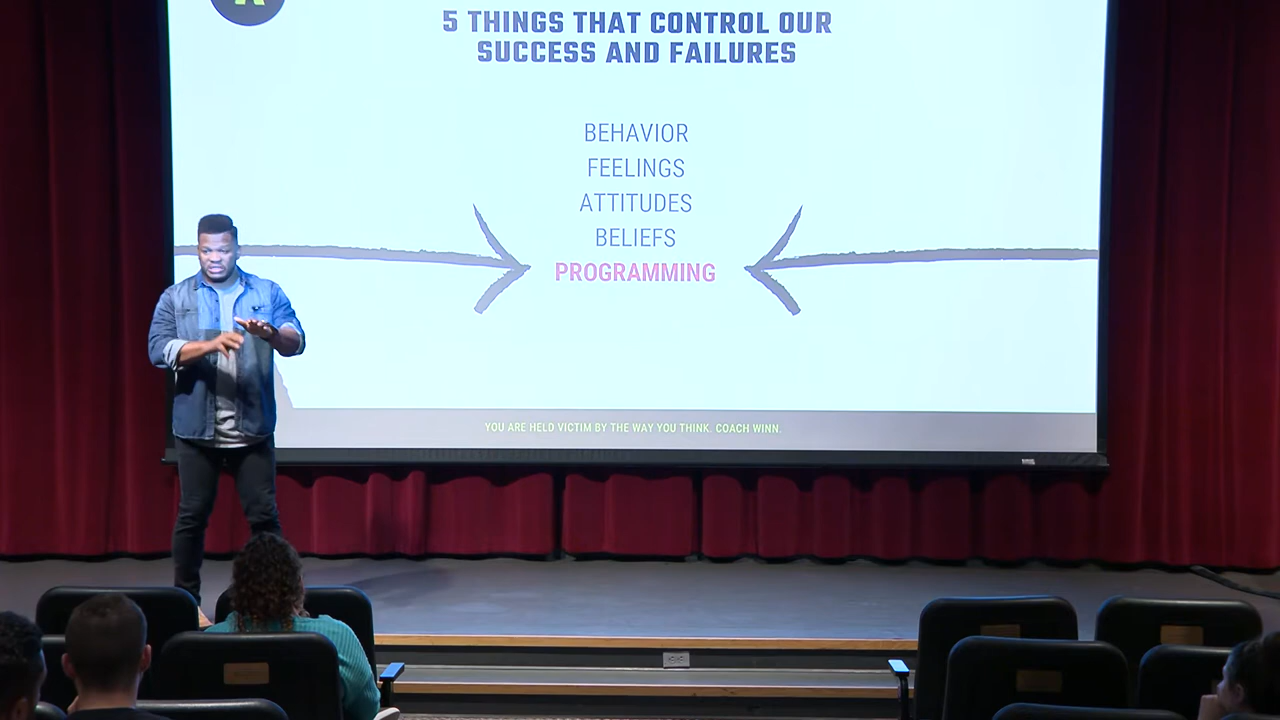 5 THINGS THAT CONTROL OUR
SUCCESS AND FAILURES
BEHAVIOR
FEELINGS
ATTITUDES
BELIEFS
PROGRAMMING
YOU ARE HELD VICTIM BY THE WAY YOU THINK. COACH WINN.